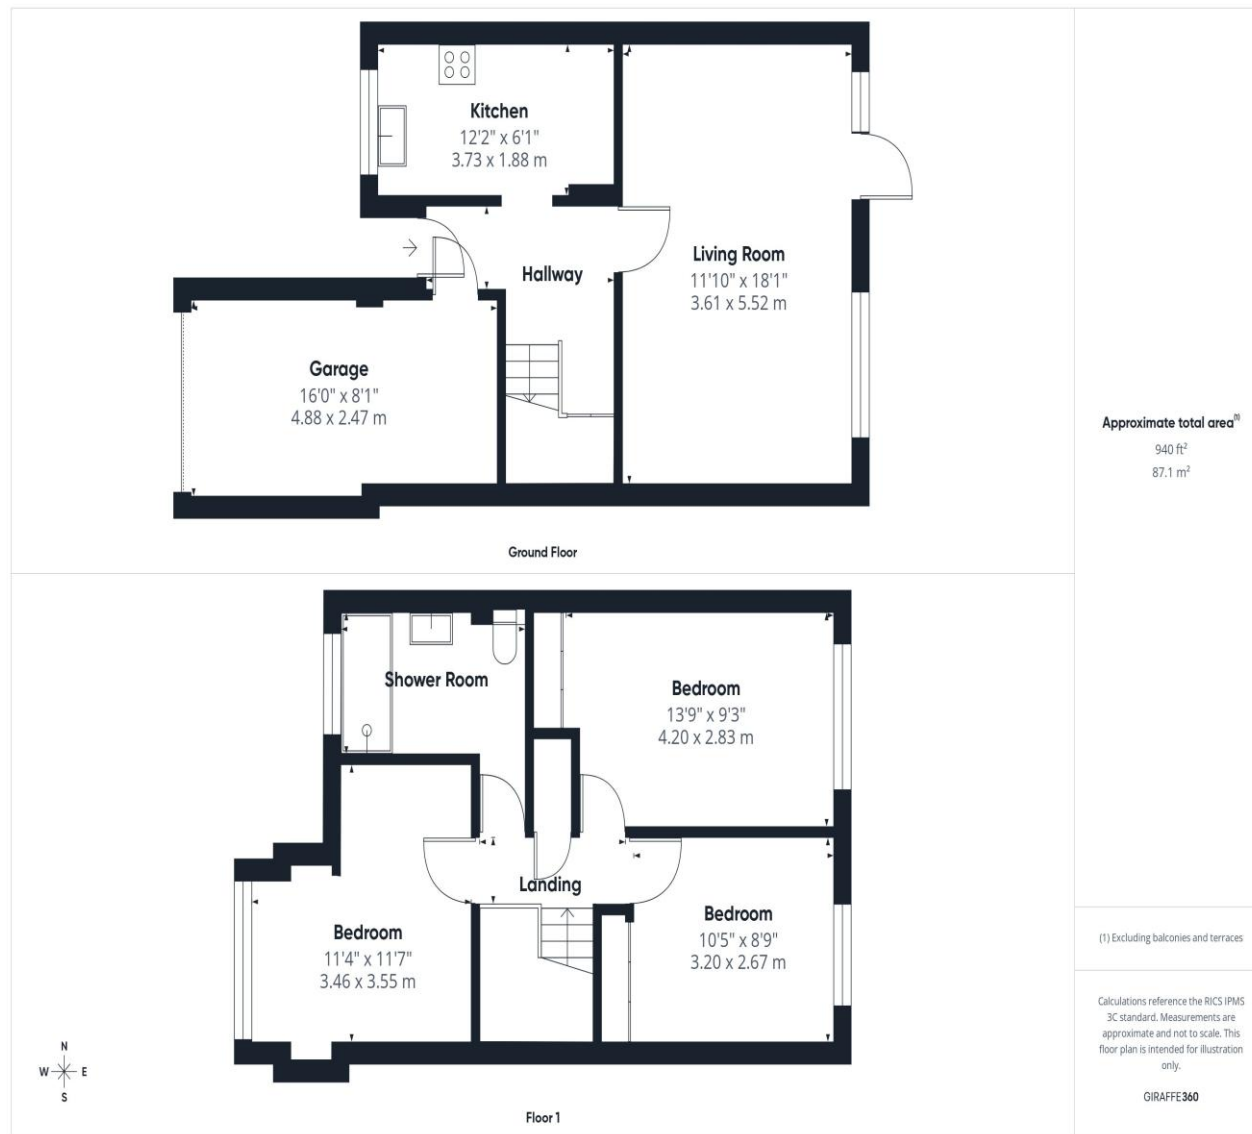 Kitchen
12'2" x 6'1"
3.73 x 1.88 m
Living Room
11'10" x 18'1"
3.61 x 5.52 m
Hallway
Garage
16'0" x 8'1"
4.88 x 2.47 m
Ground Floor
Approximate total area(1)
940 ft²
87.1 m²
Shower Room
Bedroom
13'9" x 9'3"
4.20 x 2.83 m
Landing
Bedroom
11'4" x 11'7"
3.46 x 3.55 m
Bedroom
10'5" x 8'9"
3.20 x 2.67 m
N
W E
S
Floor 1
(1) Excluding balconies and terraces
Calculations reference the RICS IPMS
3C standard. Measurements are
approximate and not to scale. This
floor plan is intended for illustration
only.
GIRAFFE360